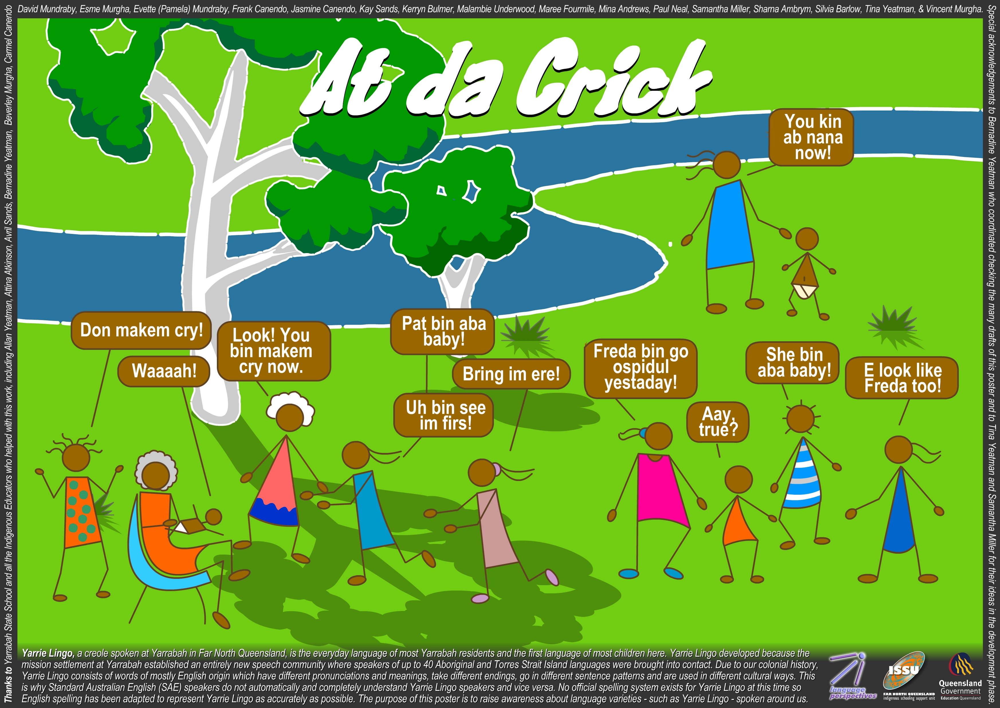 David Mundraby, Esme Murgha, Evette (Pamela) Mundraby, Frank Canendo, Jasmine Canendo, Kay Sands, Kerryn Bulmer, Malambie Underwood, Maree Fourmile, Mina Andrews, Paul Neal, Samantha Miller, Sharna Ambrym, Silvia Barlow, Tina Yeatman, & Vincent Murgha.
Thanks to Yarrabah State School and all the Indigenous Educators who helped with this work, including Allan Yeatman, Attina Atkinson, Avril Sands, Bernadine Yeatman, Beverley Murgha, Carmel Canendo
Special acknowledgements to Bernadine Yeatman who coordinated checking the many drafts of this poster and to Tina Yeatman and Samantha Miller for their ideas in the development phase.
At da Crick
You kin
ab nana
now!
Don makem cry!
Waaaah!
Look! You
bin makem
cry now.
Pat bin aba
baby!
Uh bin see
im firs!
Bring im ere!
Freda bin go
ospidul
yestaday!
Aay,
true?
She bin
aba baby!
E look like
Freda too!
Yarrie Lingo, a creole spoken at Yarrabah in Far North Queensland, is the everyday language of most Yarrabah residents and the first language of most children here. Yarrie Lingo developed because the
mission settlement at Yarrabah established an entirely new speech community where speakers of up to 40 Aboriginal and Torres Strait Island languages were brought into contact. Due to our colonial history,
Yarrie Lingo consists of words of mostly English origin which have different pronunciations and meanings, take different endings, go in different sentence patterns and are used in different cultural ways. This
is why Standard Australian English (SAE) speakers do not automatically and completely understand Yarrie Lingo speakers and vice versa. No official spelling system exists for Yarrie Lingo at this time so
English spelling has been adapted to represent Yarrie Lingo as accurately as possible. The purpose of this poster is to raise awareness about language varieties - such as Yarrie Lingo - spoken around us.
language
perspectives
ISSU
FAR NORTH QUEENSLAND
indigenous schooling support unit
Queensland
Government
Education Queensland